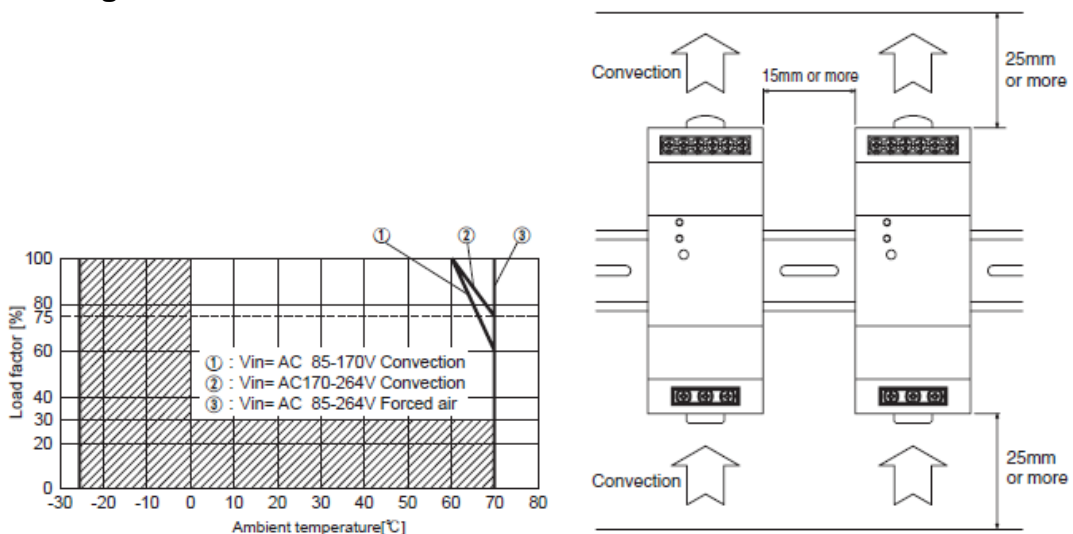 Convection
15mm or more
25mm
or more
① ② ③
100
80
75
60
40
30
20
0
Load factor [%]
① : Vin= AC 85-170V Convection
② : Vin= AC170-264V Convection
③ : Vin= AC 85-264V Forced air
-30 -20 -10 0 10 20 30 40 50 60 70 80
Ambient temperature[℃]
Convection
25mm
or more